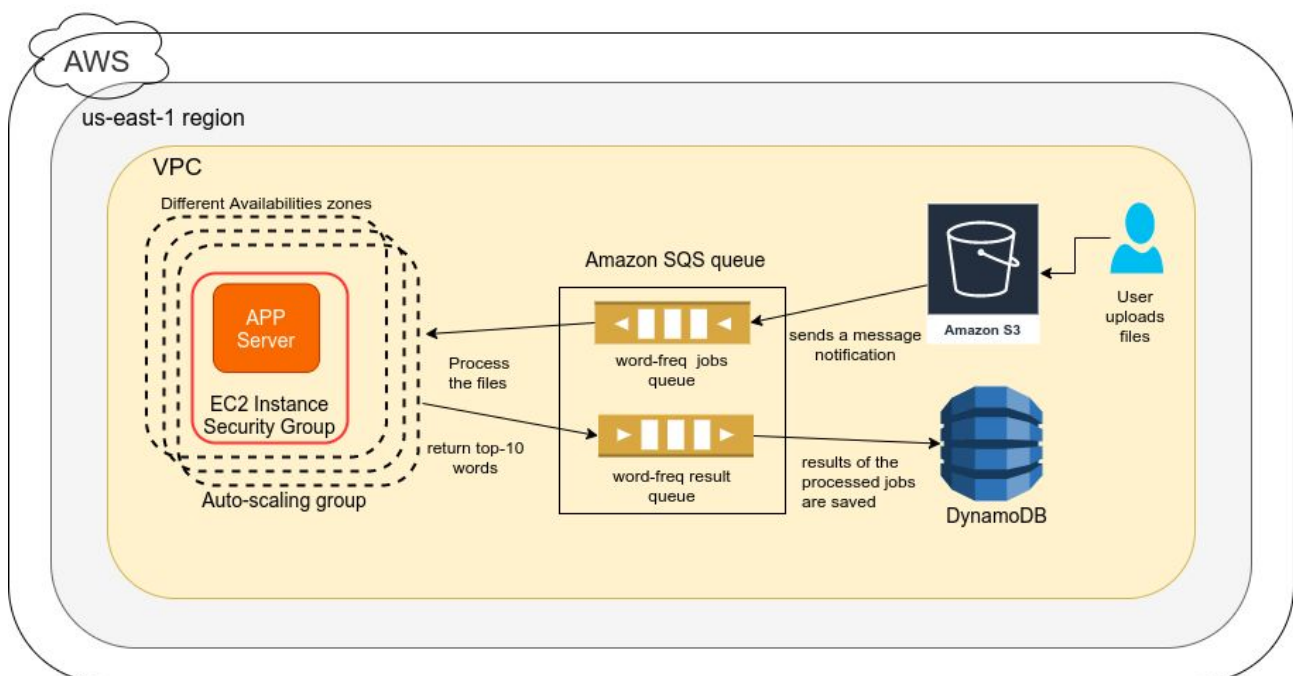 AWS
us-east-1 region
VPC
Different Availabilities zones
APP
Server
EC2 Instance
Security Group
Auto-scaling group
Process
the files
return top-10
words
Amazon SQS queue
word-freq jobs
queue
word-freq result
queue
sends a message
notification
results of the
processed jobs
are saved
Amazon S3
User
uploads
files
DynamoDB